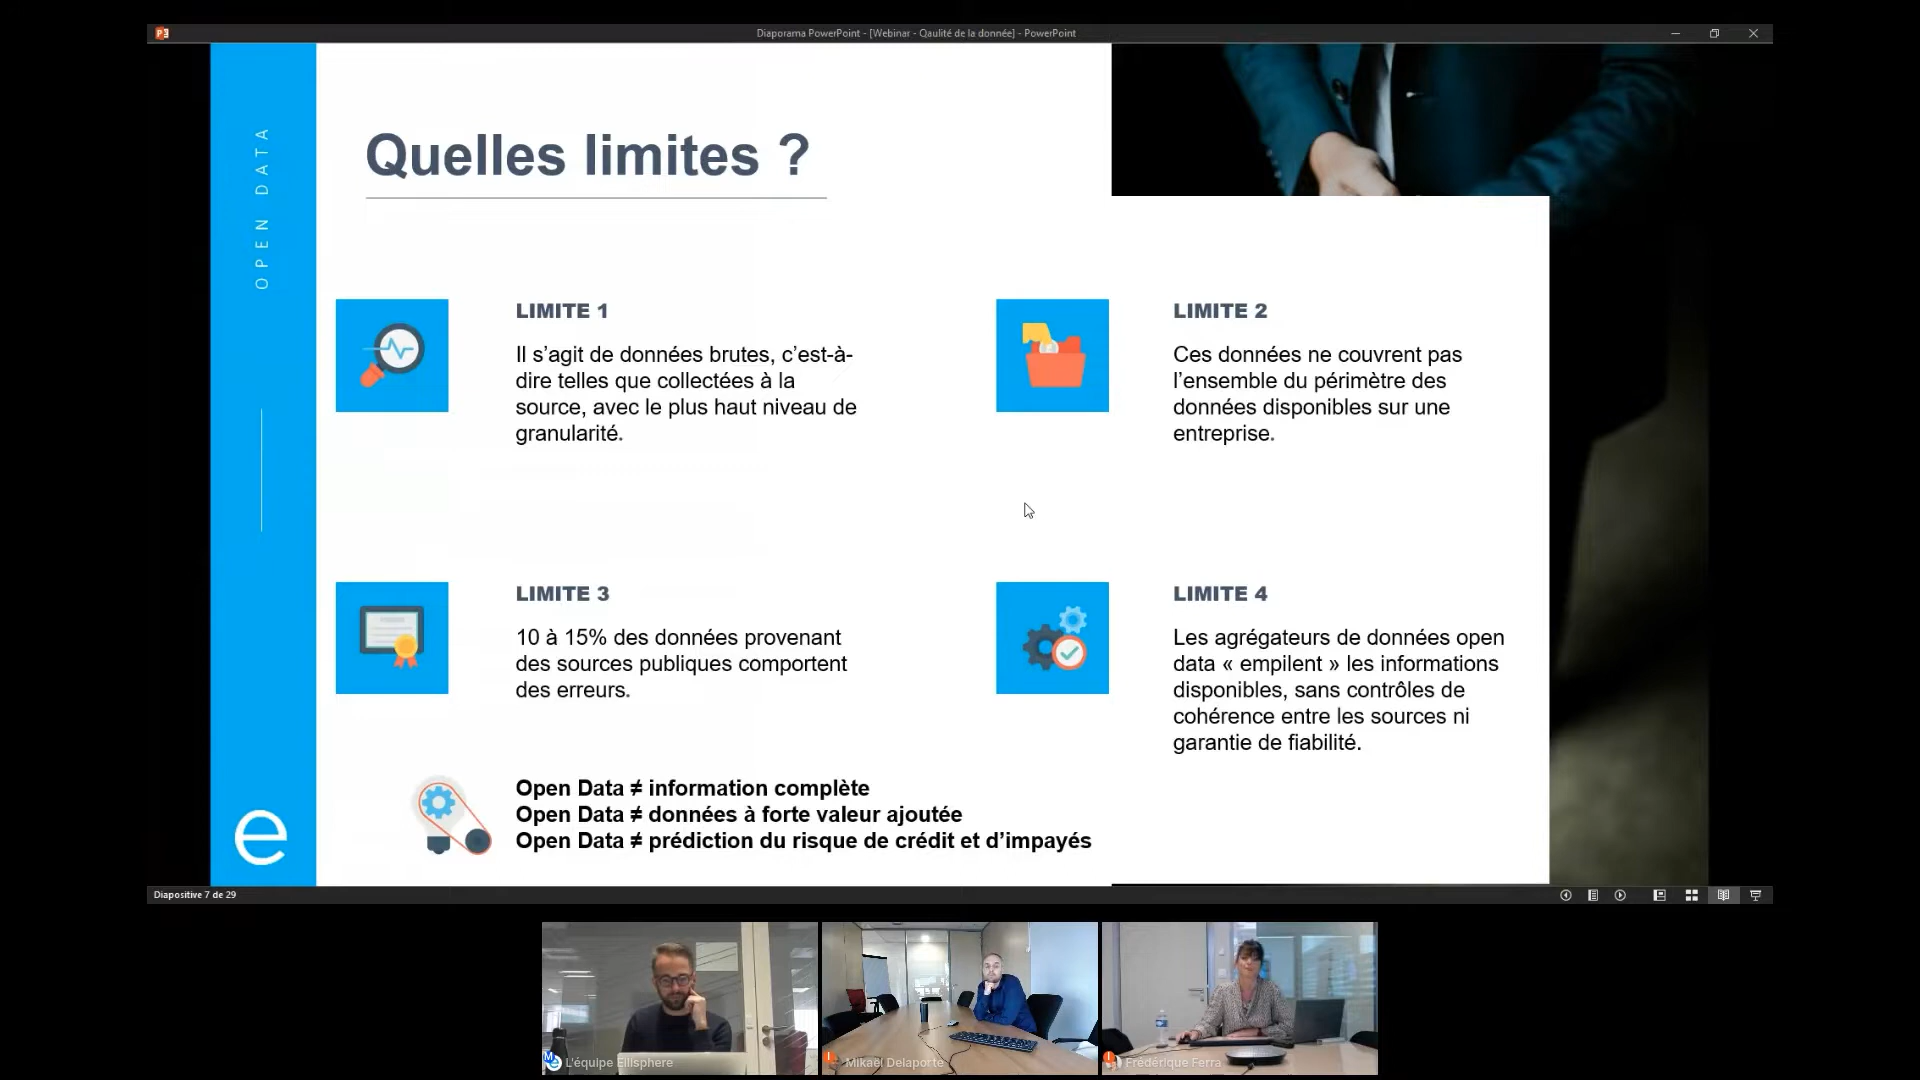 Diaporama PowerPoint - [Webinar - Qaulité de la donnée] - PowerPoint
OPEN DATA
Quelles limites ?
LIMITE 1
Il s’agit de données brutes, c’est-à-
dire telles que collectées à la
source, avec le plus haut niveau de
granularité.
LIMITE 2
Ces données ne couvrent pas
l’ensemble du périmètre des
données disponibles sur une
entreprise.
LIMITE 3
10 à 15% des données provenant
des sources publiques comportent
des erreurs.
LIMITE 4
Les agrégateurs de données open
data « empilent » les informations
disponibles, sans contrôles de
cohérence entre les sources ni
garantie de fiabilité.
Open Data ≠ information complète
Open Data ≠ données à forte valeur ajoutée
Open Data ≠ prédiction du risque de crédit et d’impayés
e
Diapositive 7 de 29
L'équipe Ellisphere
Mikaël Delaporte
Frédérique Ferra